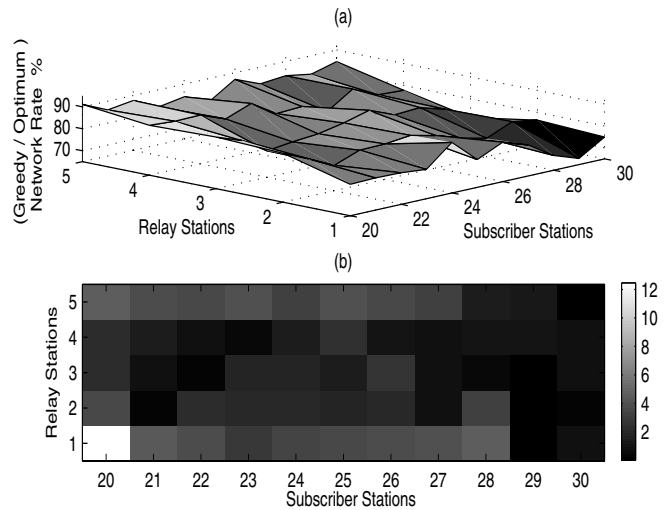 (a)
(Greedy / Optimum )
Network Rate %
90
80
70
5
4
3
2
1
Relay Stations
20
22
24
26
28
30
Subscriber Stations
(b)
Relay Stations
5
4
3
2
1
20 21 22 23 24 25 26 27 28 29 30
Subscriber Stations
12
10
8
6
4
2